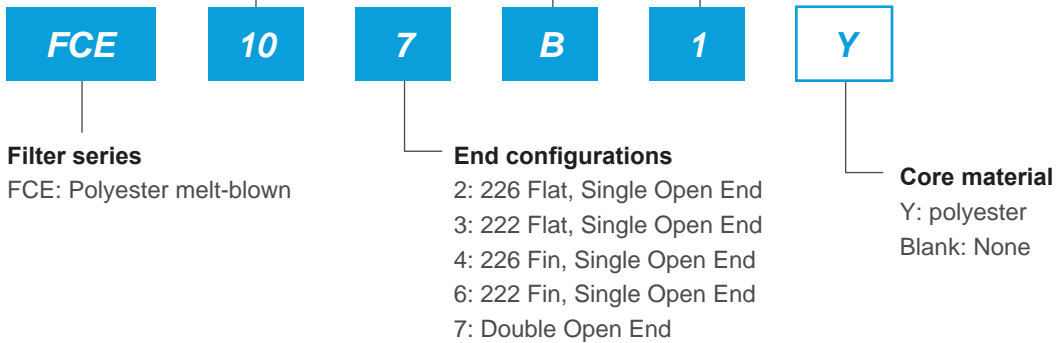 FCE 10 7 B 1 Y
Filter series
FCE: Polyester melt-blown
End configurations
2: 226 Flat, Single Open End
3: 222 Flat, Single Open End
4: 226 Fin, Single Open End
6: 222 Fin, Single Open End
7: Double Open End
Core material
Y: polyester
Blank: None